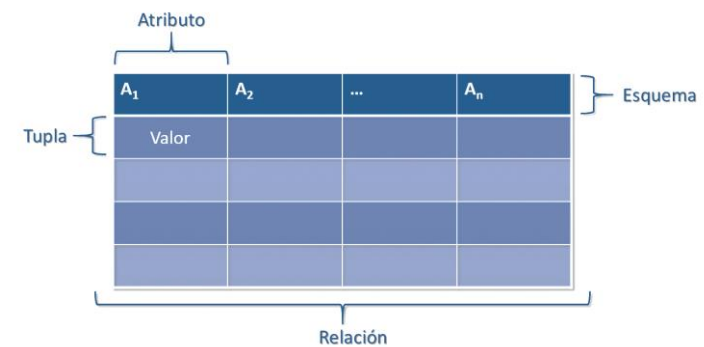 Atributo
A₁ A₂ ... Aₙ
Esquema
Tupla
Valor
Relación